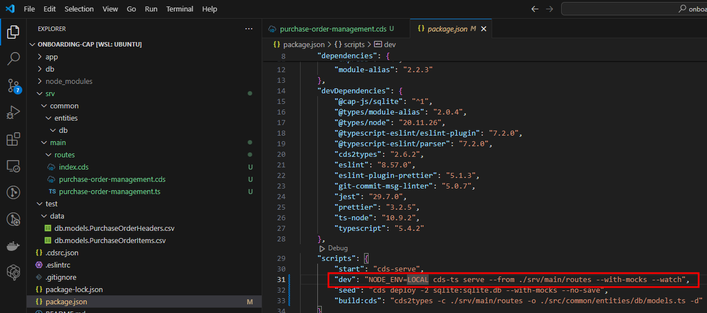 File Edit Selection View Go Run Terminal Help
onboa
EXPLORER
ONBOARDING-CAP [WSL: UBUNTU]
app
db
node_modules
srv
common
entities
db
main
routes
index.cds U
purchase-order-management.cds U
TS purchase-order-management.ts U
test
data
db.models.PurchaseOrderHeaders.csv
db.models.PurchaseOrderItems.csv
.cdsrc.json
.eslintrc
.gitignore
package-lock.json
package.json M
purchase-order-management.cds U
package.json M
package.json > {} scripts > dev
8 "dependencies": {
12 "module-alias": "2.2.3"
13 },
14 "devDependencies": {
15 "@cap-js/sqlite": "^1",
16 "@types/module-alias": "2.0.4",
17 "@types/node": "20.11.26",
18 "@typescript-eslint/eslint-plugin": "7.2.0",
19 "@typescript-eslint/parser": "7.2.0",
20 "cds2types": "2.6.2",
21 "eslint": "8.57.0",
22 "eslint-plugin-prettier": "5.1.3",
23 "git-commit-msg-linter": "5.0.7",
24 "jest": "29.7.0",
25 "prettier": "3.2.5",
26 "ts-node": "10.9.2",
27 "typescript": "5.4.2"
28 },
Debug
29 "scripts": {
30 "start": "cds-serve",
31 "dev": "NODE_ENV=LOCAL cds-ts serve --from ./srv/main/routes --with-mocks --watch",
32 "seed": "cds deploy -2 sqlite:sqlite.db --with-mocks --no-save",
33 "build:cds": "cds2types -c ./srv/main/routes -o ./src/common/entities/db/models.ts -d"